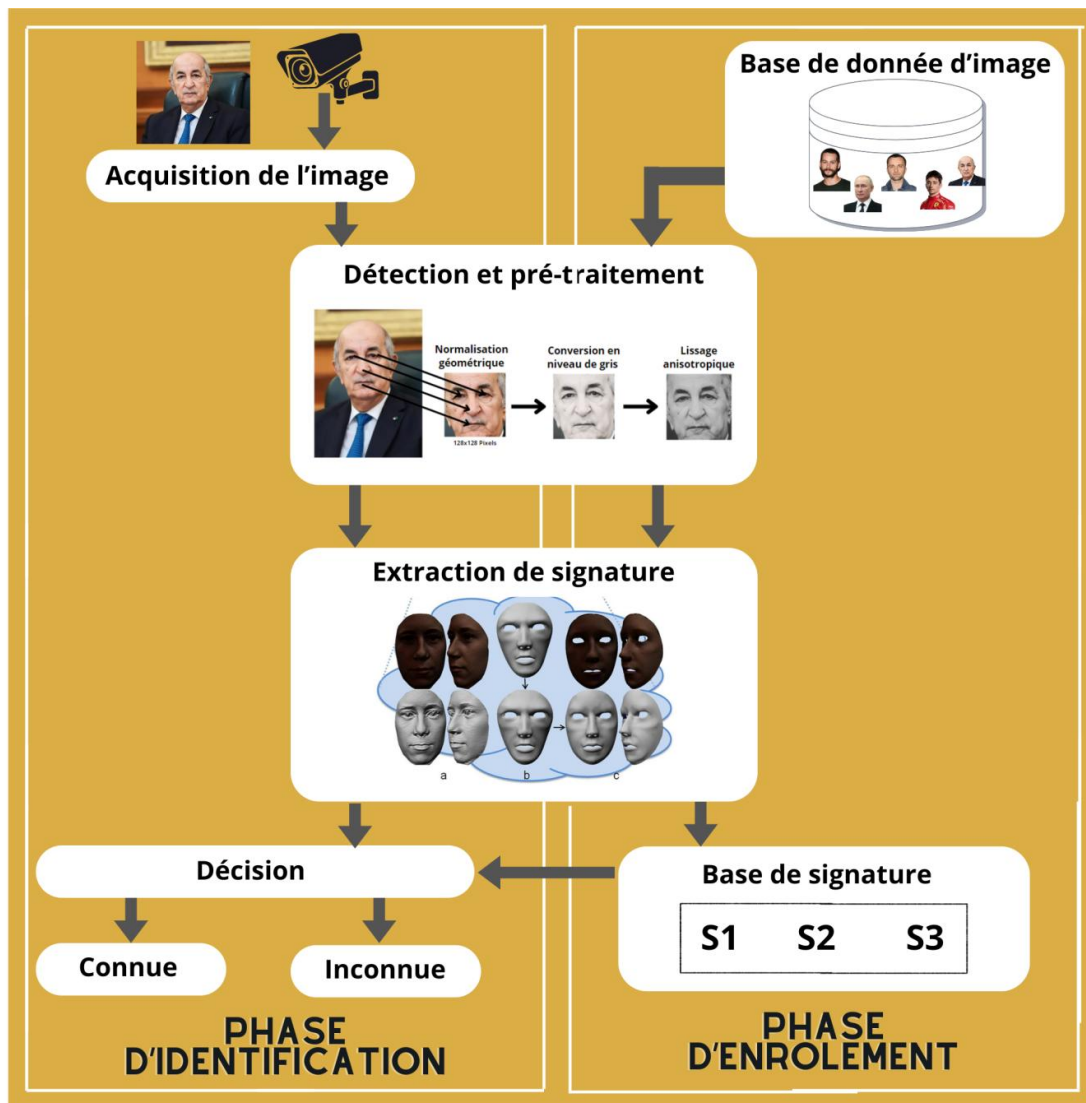 Base de donnée d'image
Acquisition de l'image
Détection et pré-traitement
Normalisation
géométrique
Conversion en
niveau de gris
Lissage
anisotropique
128x128 Pixels
Extraction de signature
a b c
Décision
Base de signature
S1 S2 S3
Connue
Inconnue
PHASE
D'IDENTIFICATION
PHASE
D'ENROLEMENT